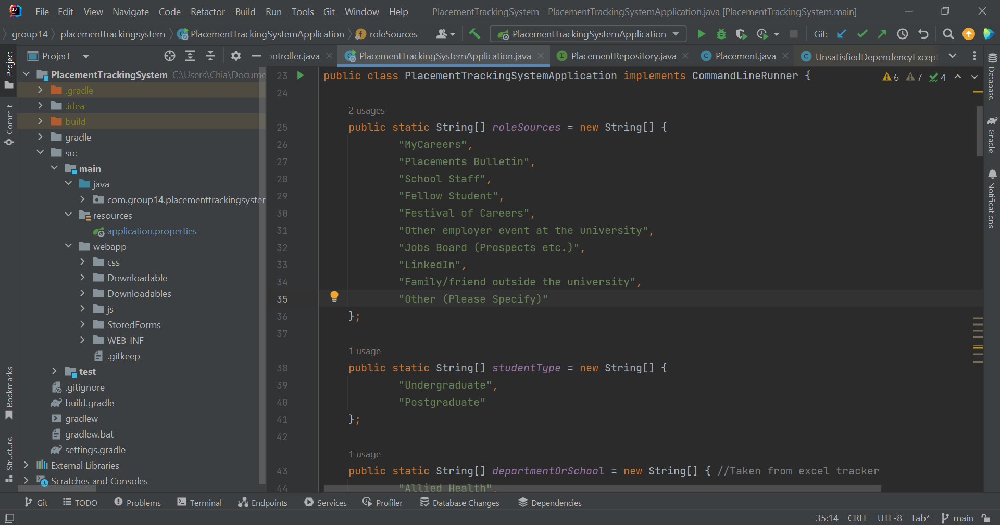 File Edit View Navigate Code Refactor Build Run Tools Git Window Help PlacementTrackingSystem - PlacementTrackingSystemApplication.java [PlacementTrackingSystem.main]
group14 placementtrackingsystem PlacementTrackingSystemApplication roleSources PlacementTrackingSystemApplication Git:
Project
ontroller.java PlacementTrackingSystemApplication.java PlacementRepository.java Placement.java UnsatisfiedDependencyExcept
Project
Commit
Bookmarks
Structure
PlacementTrackingSystem C:\Users\Chia\Docume
.gradle
.idea
build
gradle
src
main
java
com.group14.placementtrackingsysten
resources
application.properties
webapp
css
Downloadable
Downloadables
js
StoredForms
WEB-INF
.gitkeep
test
.gitignore
build.gradle
gradlew
gradlew.bat
settings.gradle
External Libraries
Scratches and Consoles
23 public class PlacementTrackingSystemApplication implements CommandLineRunner {
6 7 4
24
2 usages
25 public static String[] roleSources = new String[] {
26 "MyCareers",
27 "Placements Bulletin",
28 "School Staff",
29 "Fellow Student",
30 "Festival of Careers",
31 "Other employer event at the university",
32 "Jobs Board (Prospects etc.)",
33 "LinkedIn",
34 "Family/friend outside the university",
35 "Other (Please Specify)"
36 };
37
1 usage
38 public static String[] studentType = new String[] {
39 "Undergraduate",
40 "Postgraduate"
41 };
42
1 usage
43 public static String[] departmentOrSchool = new String[] { //Taken from excel tracker
44 "Allied Health",
Database
Gradle
Notifications
Git TODO Problems Terminal Endpoints Services Profiler Database Changes Dependencies
35:14 CRLF UTF-8 Tab* main